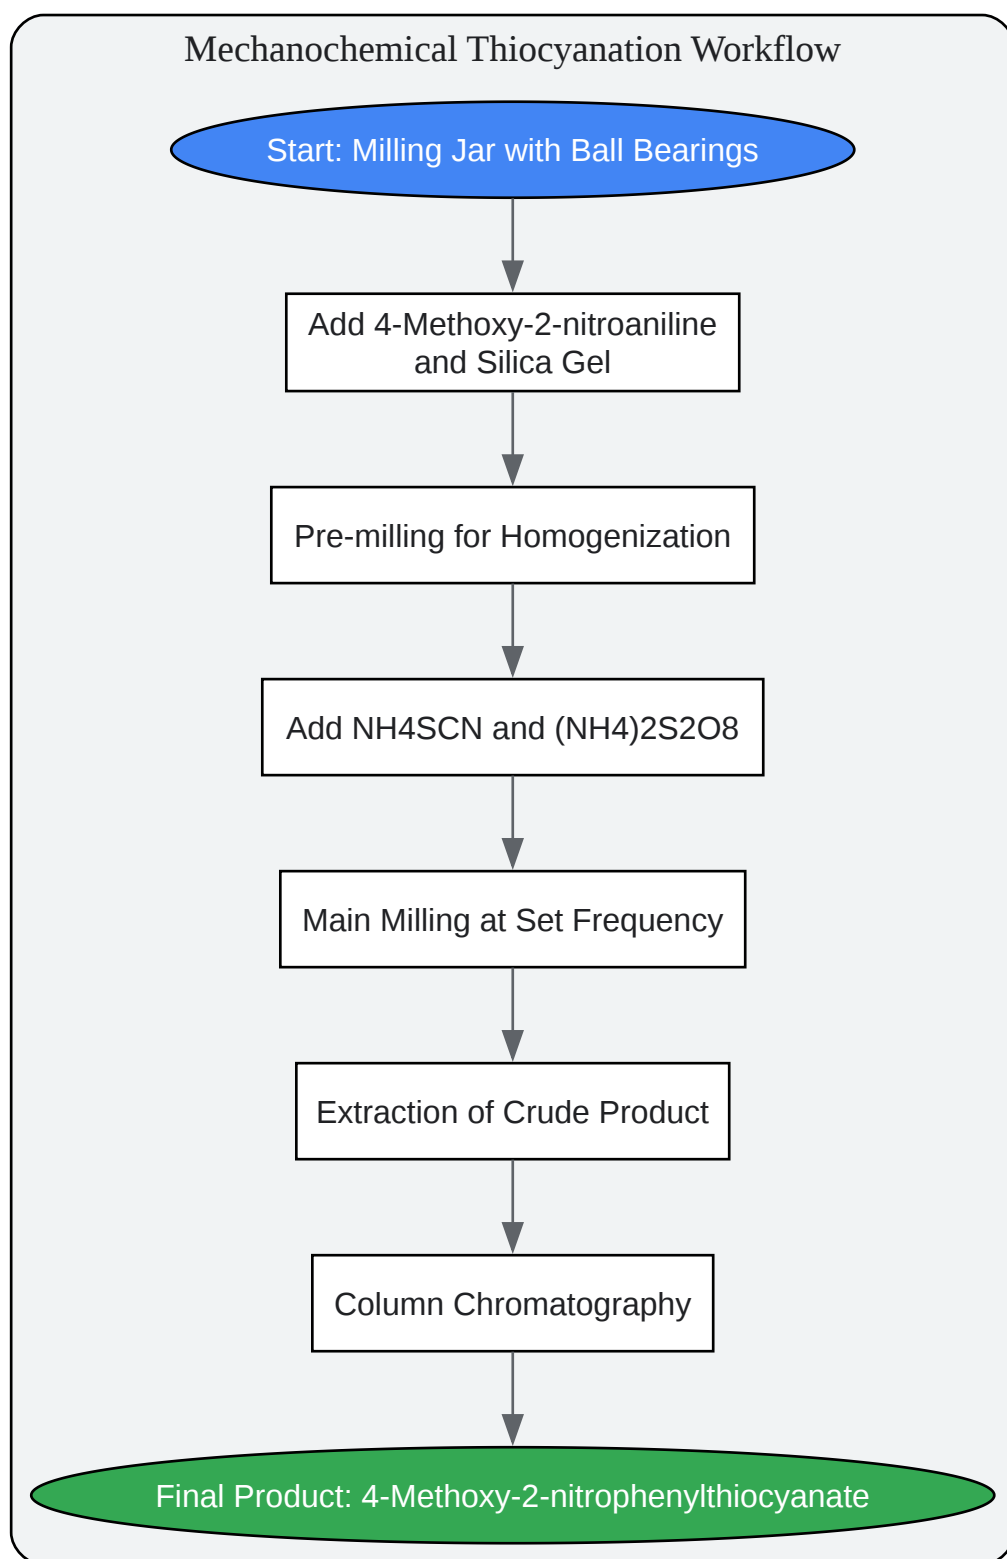 Mechanochemical Thiocyanation Workflow
Start: Milling Jar with Ball Bearings
Add 4-Methoxy-2-nitroaniline
and Silica Gel
Pre-milling for Homogenization
Add NH4SCN and (NH4)2S2O8
Main Milling at Set Frequency
Extraction of Crude Product
Column Chromatography
Final Product: 4-Methoxy-2-nitrophenylthiocyanate